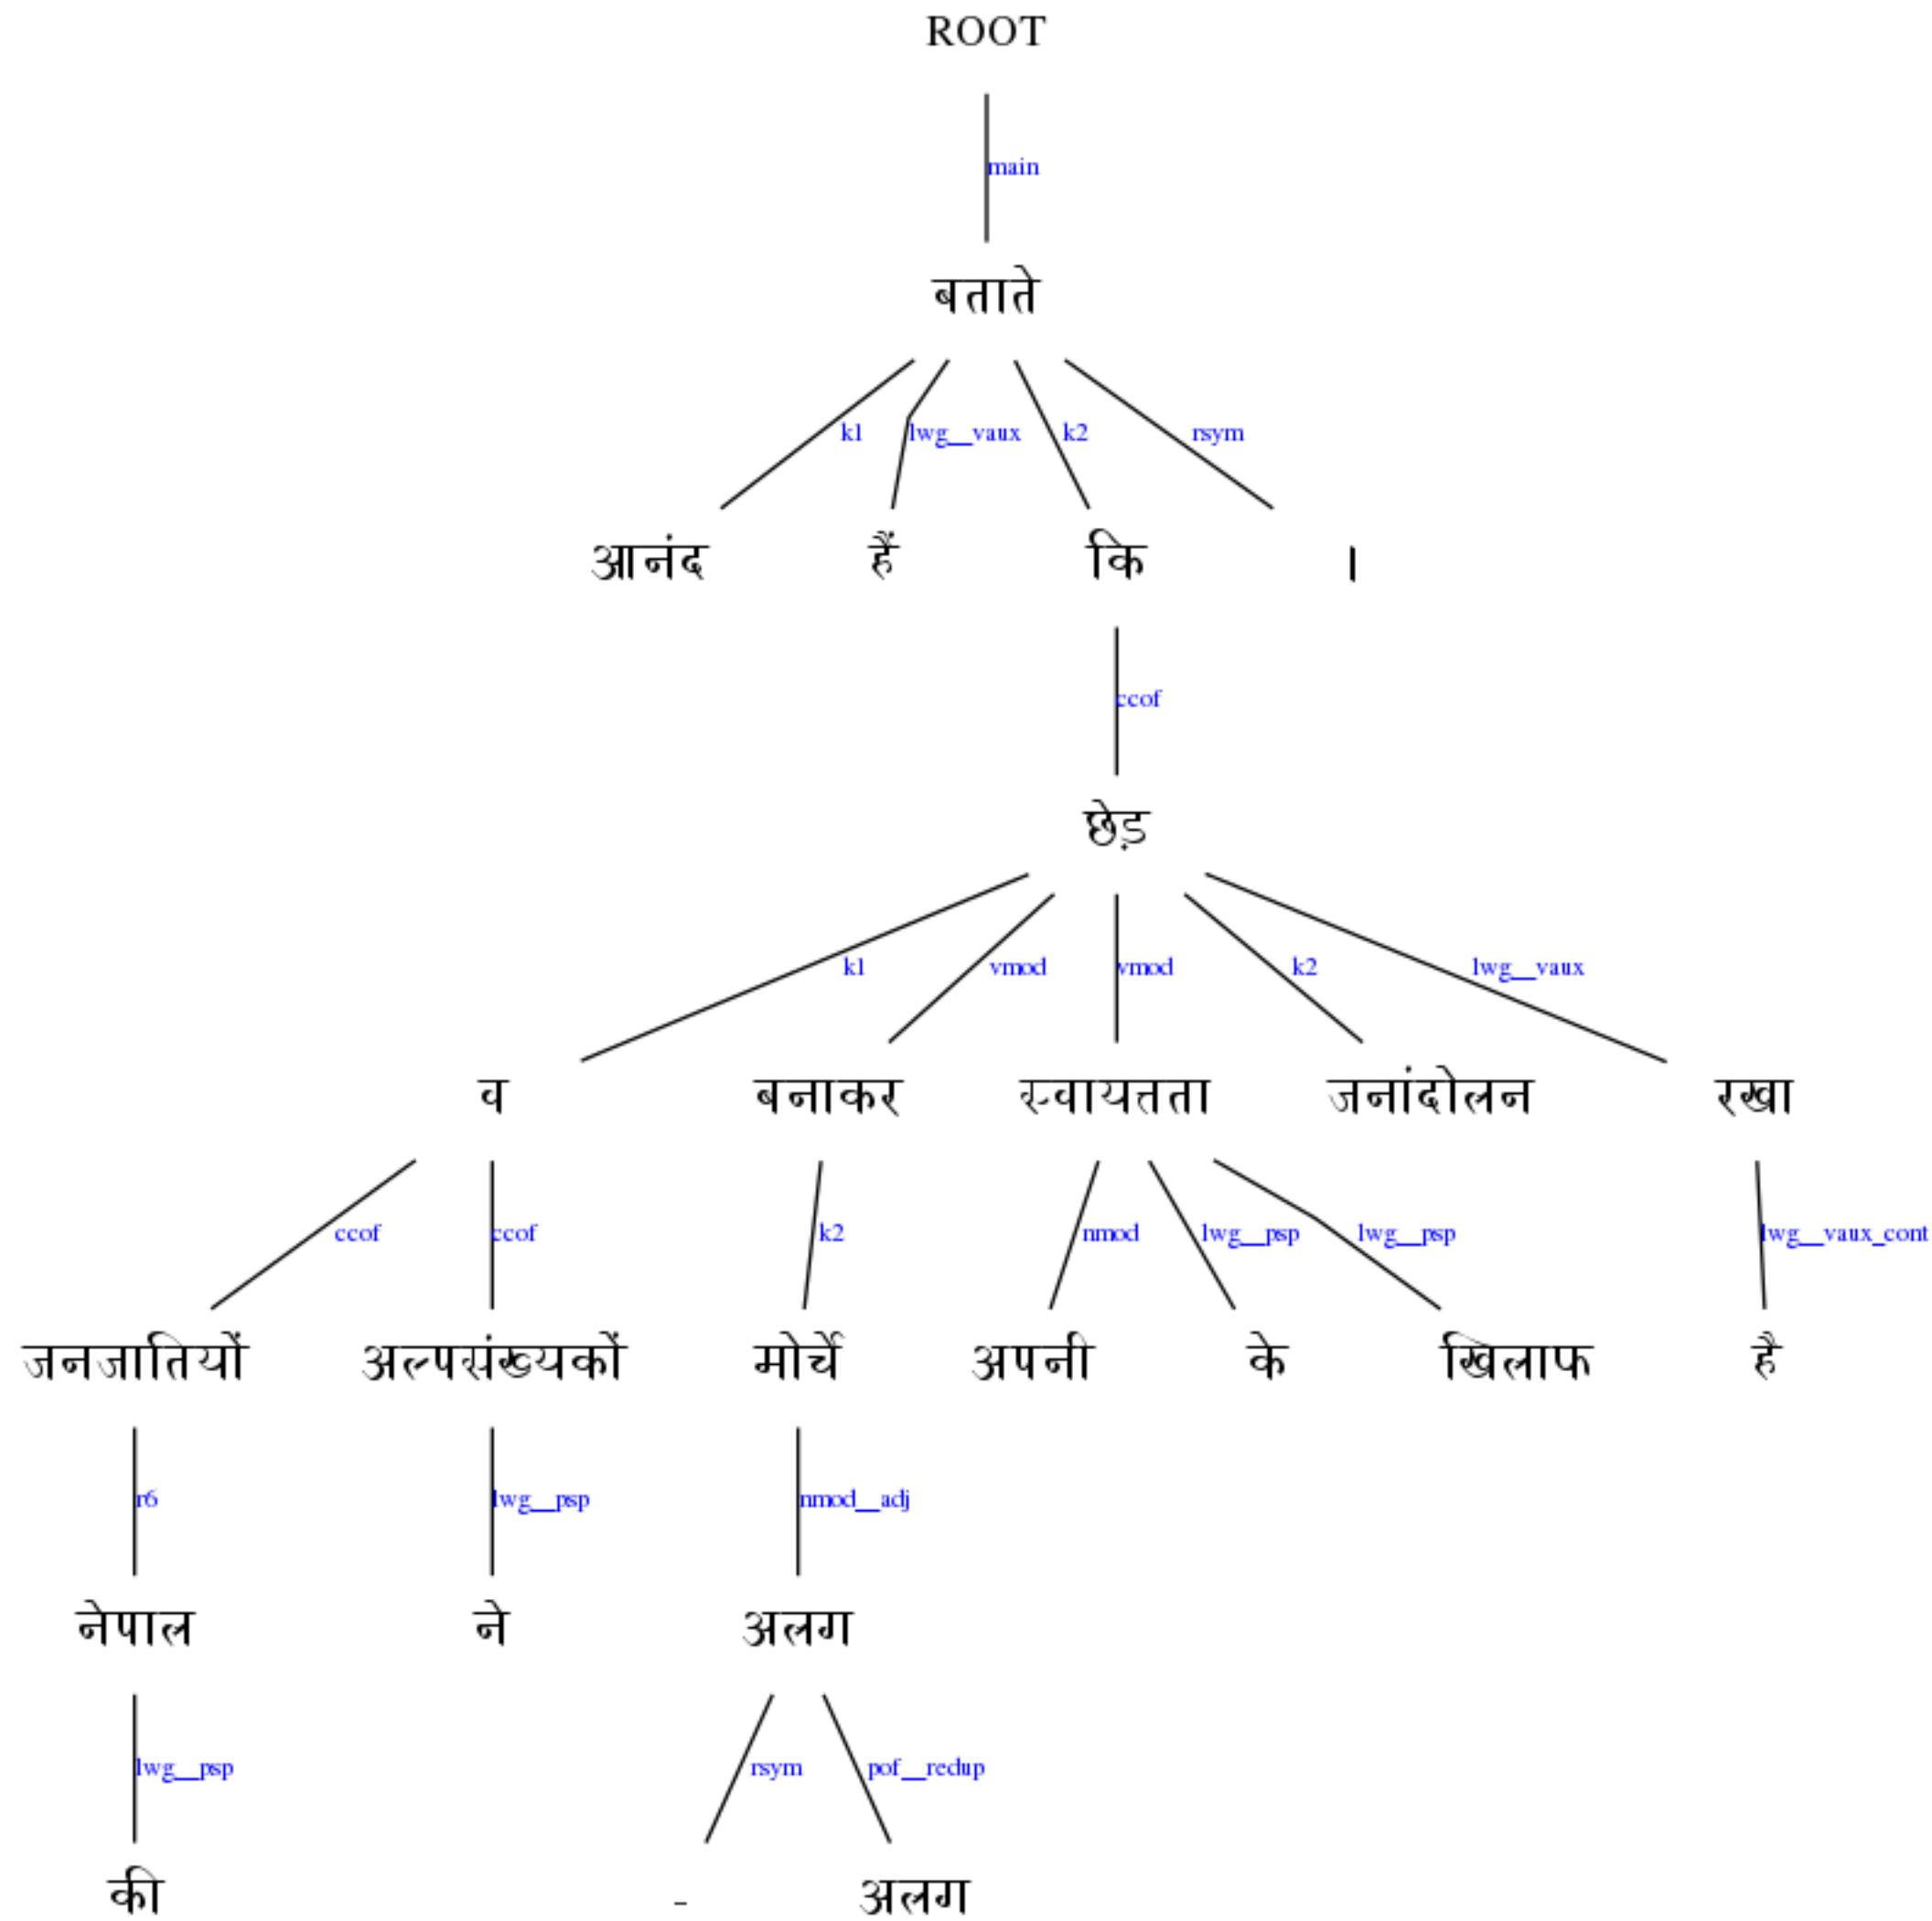 ROOT
main
बताते
k1 lwg__vaux k2 rsym
आनंद हैं कि ।
ccof
छेड़
k1 vmod vmod k2 lwg__vaux
व बनाकर स्वायत्तता जनांदोलन रखा
ccof ccof k2 nmod lwg__psp lwg__psp lwg__vaux_cont
जनजातियों अल्पसंख्यकों मोर्चे अपनी के खिलाफ है
r6 lwg__psp nmod__adj
नेपाल ने अलग
lwg__psp rsym pof__redup
की - अलग